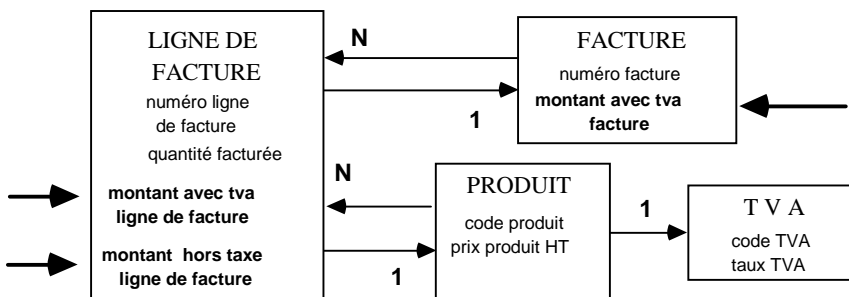 LIGNE DE
FACTURE
numéro ligne
de facture
quantité facturée
montant avec tva
ligne de facture
montant hors taxe
ligne de facture
N
1
FACTURE
numéro facture
montant avec tva
facture
N
1
PRODUIT
code produit
prix produit HT
1
T V A
code TVA
taux TVA